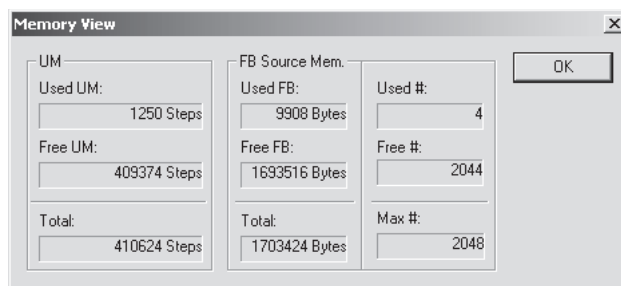 Memory View
UM
Used UM:
1250 Steps
Free UM:
409374 Steps
Total:
410624 Steps
FB Source Mem.
Used FB:
9908 Bytes
Free FB:
1693516 Bytes
Total:
1703424 Bytes
Used #:
4
Free #:
2044
Max #:
2048
OK